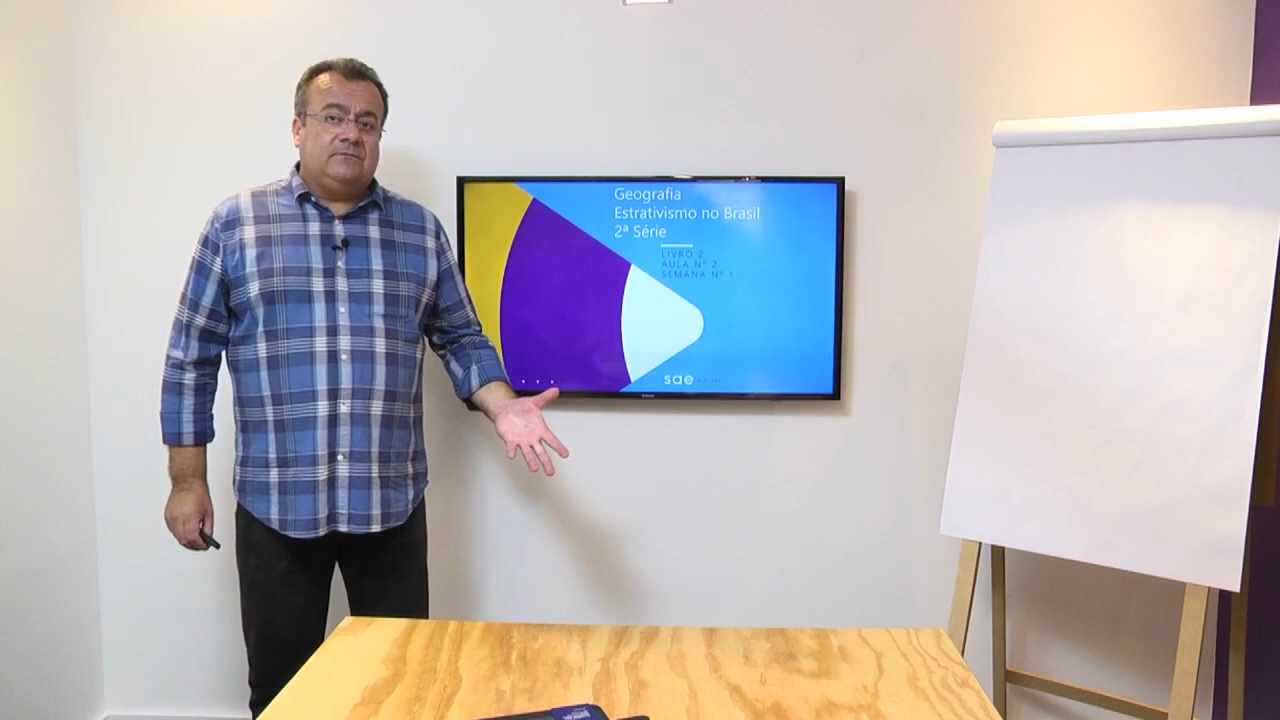 Geografia
Estrativismo no Brasil
2ª Série
LIVRO 2
AULA Nº 2
SEMANA Nº 1
sae